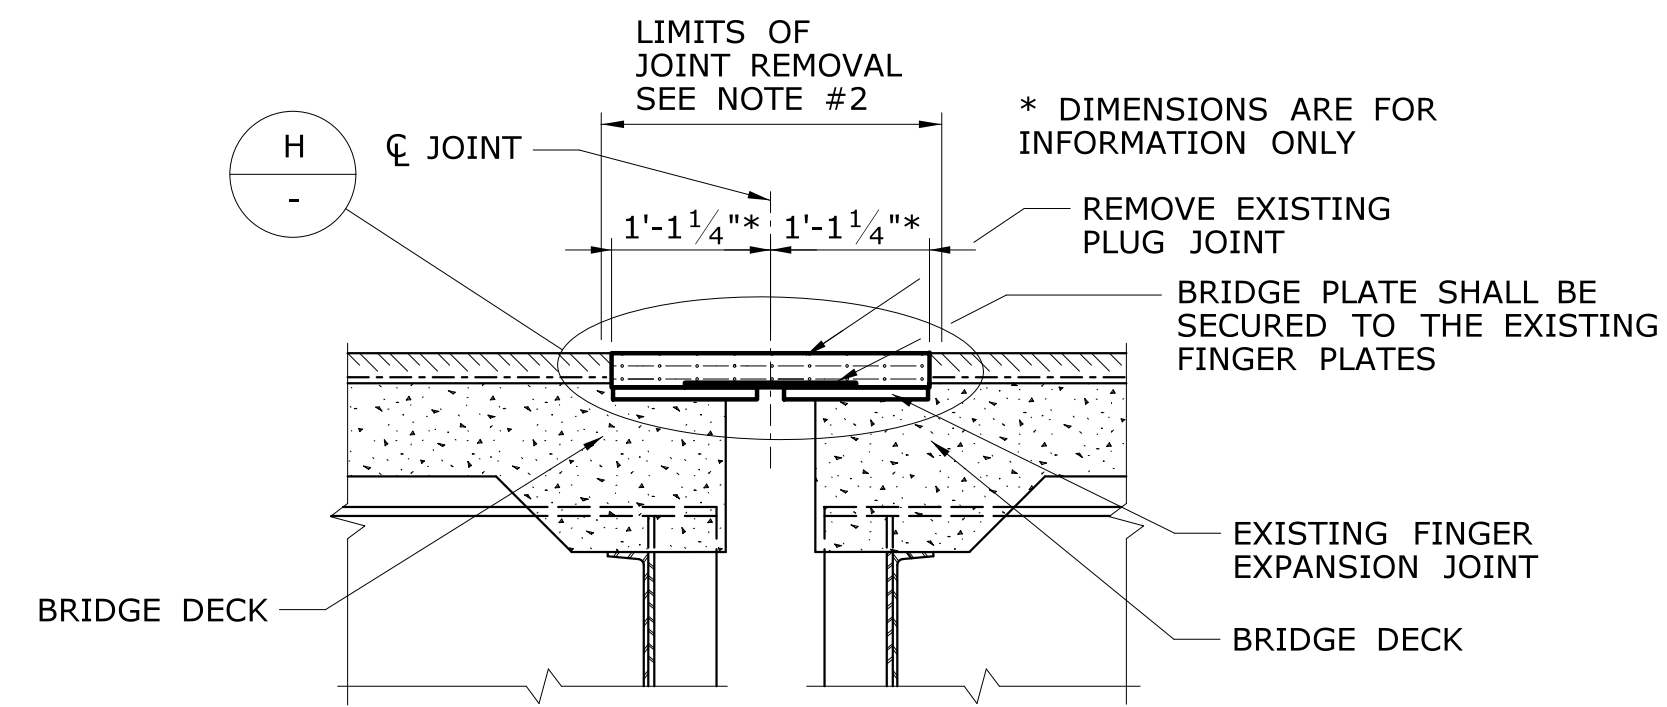 LIMITS OF
JOINT REMOVAL
SEE NOTE #2
* DIMENSIONS ARE FOR
INFORMATION ONLY
H
-
℄ JOINT
1'-1 1/4"* 1'-1 1/4"*
REMOVE EXISTING
PLUG JOINT
BRIDGE PLATE SHALL BE
SECURED TO THE EXISTING
FINGER PLATES
EXISTING FINGER
EXPANSION JOINT
BRIDGE DECK
BRIDGE DECK